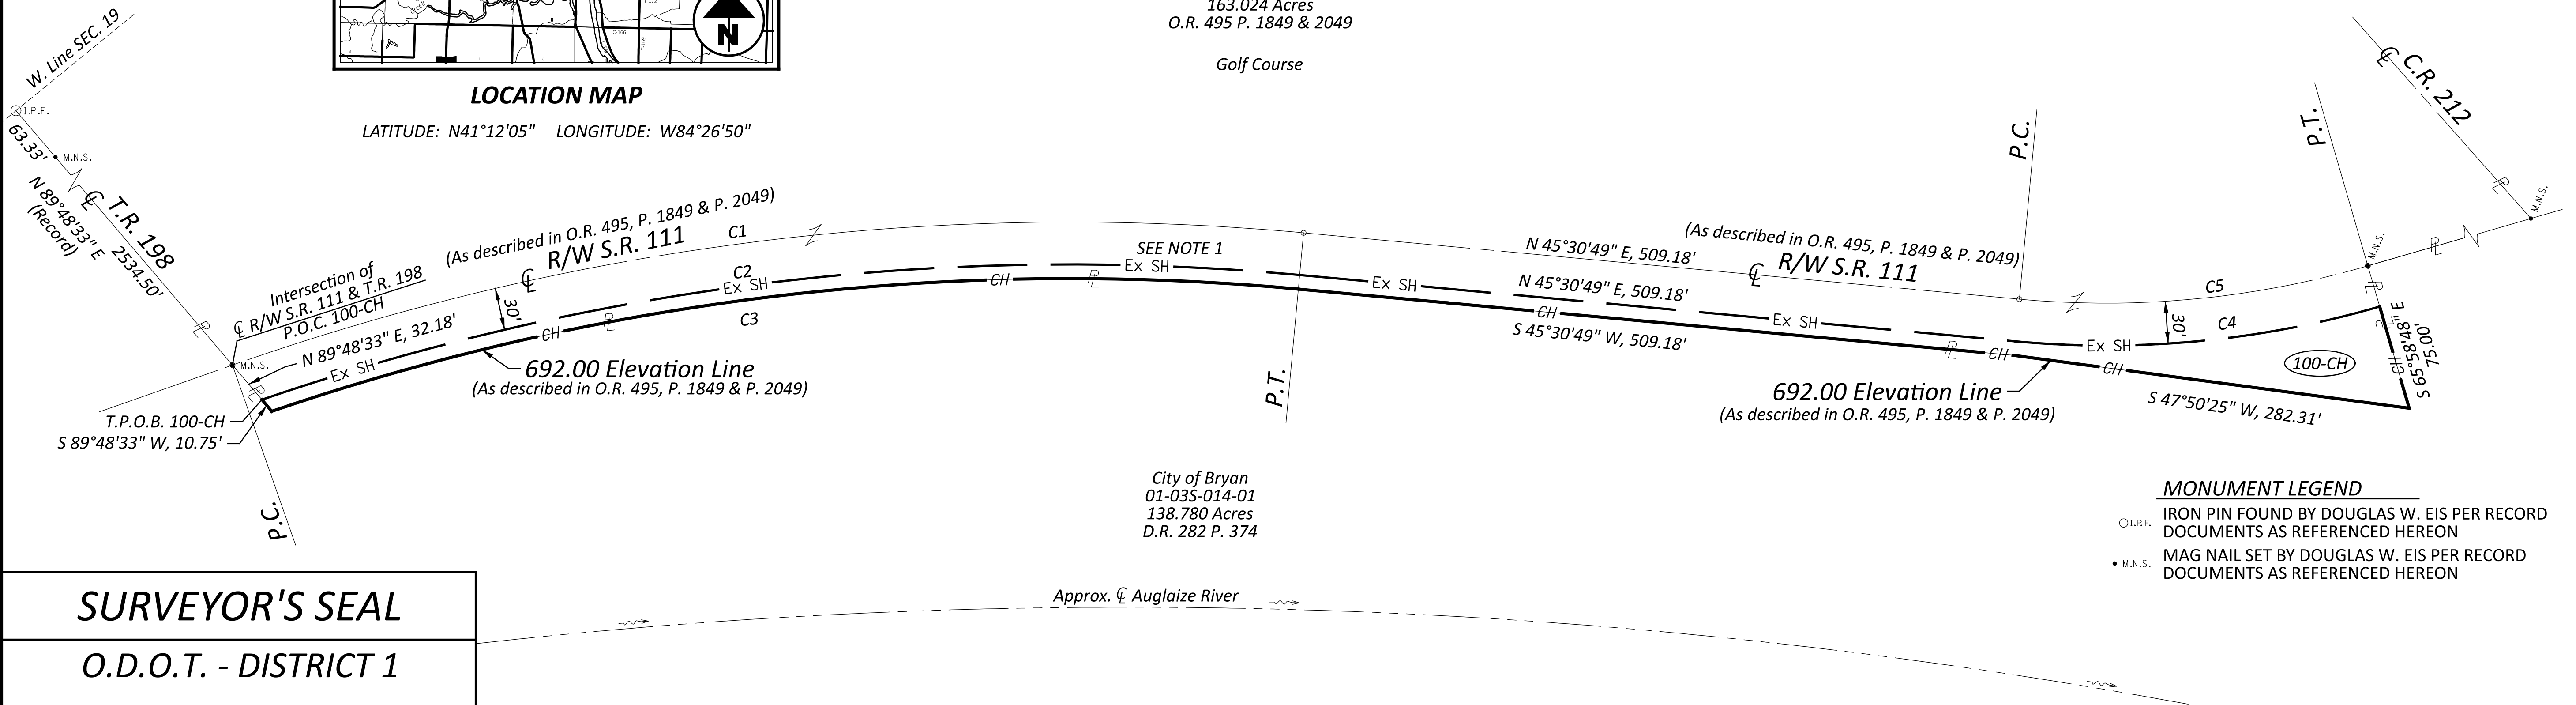 163.024 Acres
O.R. 495 P. 1849 & 2049
Golf Course
N
LOCATION MAP
LATITUDE: N41°12'05" LONGITUDE: W84°26'50"
W. Line SEC. 19
I.P.F.
63.33'
M.N.S.
N 89°48'33" E
(Record)
2534.50'
℄ T.R. 198
Intersection of
℄ R/W S.R. 111 & T.R. 198
P.O.C. 100-CH
M.N.S.
N 89°48'33" E, 32.18'
T.P.O.B. 100-CH
S 89°48'33" W, 10.75'
P.C.
(As described in O.R. 495, P. 1849 & P. 2049)
℄ R/W S.R. 111
C1
C2
C3
30'
Ex SH
CH
Ex SH
CH
Ex SH
SEE NOTE 1
692.00 Elevation Line
(As described in O.R. 495, P. 1849 & P. 2049)
P.T.
Ex SH
N 45°30'49" E, 509.18'
(As described in O.R. 495, P. 1849 & P. 2049)
℄ R/W S.R. 111
N 45°30'49" E, 509.18'
CH
Ex SH
S 45°30'49" W, 509.18'
P.C.
CH
Ex SH
CH
C5
C4
30'
100-CH
692.00 Elevation Line
(As described in O.R. 495, P. 1849 & P. 2049)
S 47°50'25" W, 282.31'
P.T.
M.N.S.
CH
S 65°58'48" E
75.00'
℄ C.R. 212
M.N.S.
City of Bryan
01-03S-014-01
138.780 Acres
D.R. 282 P. 374
Approx. ℄ Auglaize River
MONUMENT LEGEND
I.P.F. IRON PIN FOUND BY DOUGLAS W. EIS PER RECORD
DOCUMENTS AS REFERENCED HEREON
M.N.S. MAG NAIL SET BY DOUGLAS W. EIS PER RECORD
DOCUMENTS AS REFERENCED HEREON
SURVEYOR'S SEAL
O.D.O.T. - DISTRICT 1